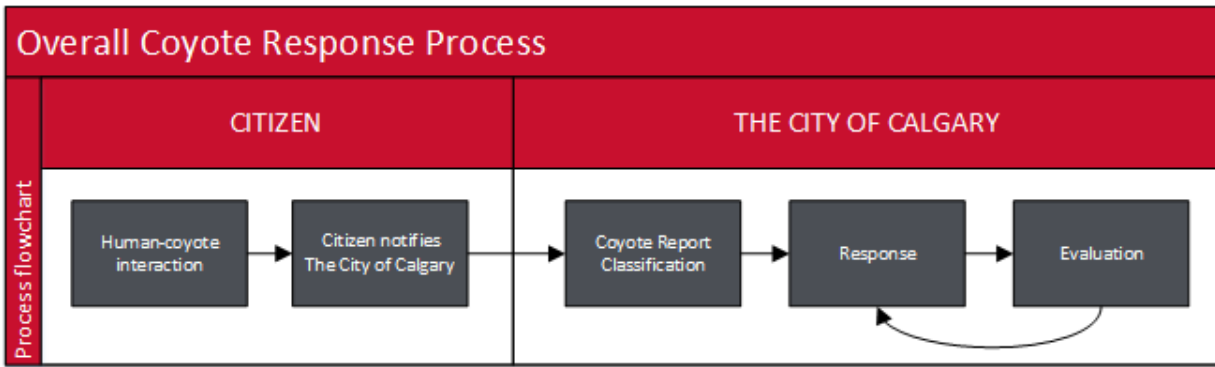 Overall Coyote Response Process
CITIZEN
THE CITY OF CALGARY
Process flowchart
Human-coyote
interaction
Citizen notifies
The City of Calgary
Coyote Report
Classification
Response
Evaluation